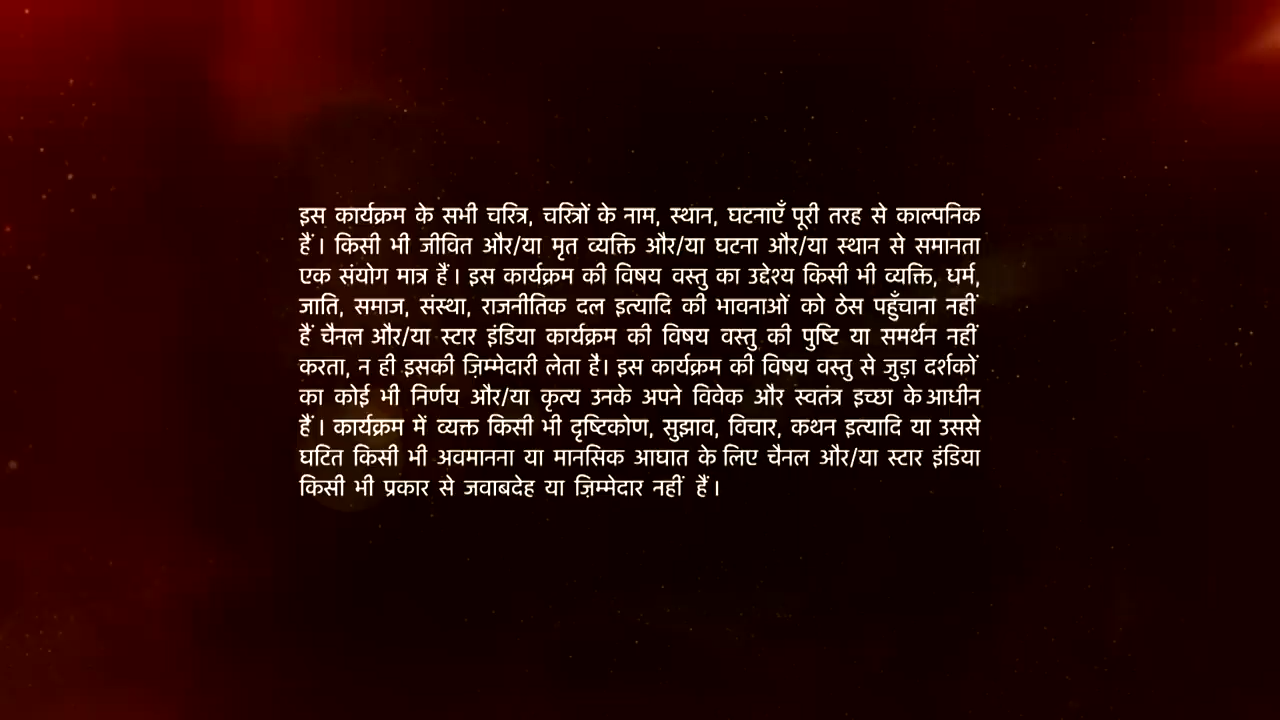 इस कार्यक्रम के सभी चरित्र, चरित्रों के नाम, स्थान, घटनाएँ पूरी तरह से काल्पनिक
हैं। किसी भी जीवित और/या मृत व्यक्ति और/या घटना और/या स्थान से समानता
एक संयोग मात्र हैं। इस कार्यक्रम की विषय वस्तु का उद्देश्य किसी भी व्यक्ति, धर्म,
जाति, समाज, संस्था, राजनीतिक दल इत्यादि की भावनाओं को ठेस पहुँचाना नहीं
हैं चैनल और/या स्टार इंडिया कार्यक्रम की विषय वस्तु की पुष्टि या समर्थन नहीं
करता, न ही इसकी ज़िम्मेदारी लेता है। इस कार्यक्रम की विषय वस्तु से जुड़ा दर्शकों
का कोई भी निर्णय और/या कृत्य उनके अपने विवेक और स्वतंत्र इच्छा के आधीन
हैं। कार्यक्रम में व्यक्त किसी भी दृष्टिकोण, सुझाव, विचार, कथन इत्यादि या उससे
घटित किसी भी अवमानना या मानसिक आघात के लिए चैनल और/या स्टार इंडिया
किसी भी प्रकार से जवाबदेह या ज़िम्मेदार नहीं हैं।